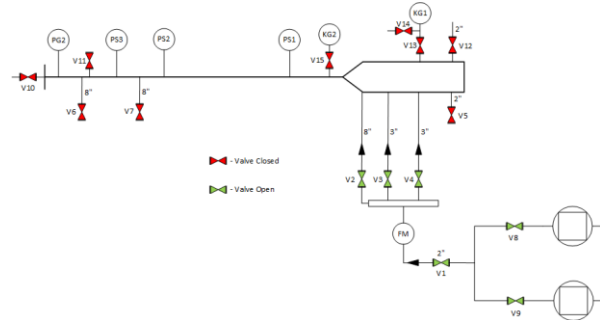 KG1
V14
2"
V13
V12
PG2
PS3
PS2
PS1
KG2
V11
V15
V10
8"
8"
2"
V6
V7
V5
8"
3"
3"
- Valve Closed
V2
V3
V4
- Valve Open
FM
V8
2"
V1
V9